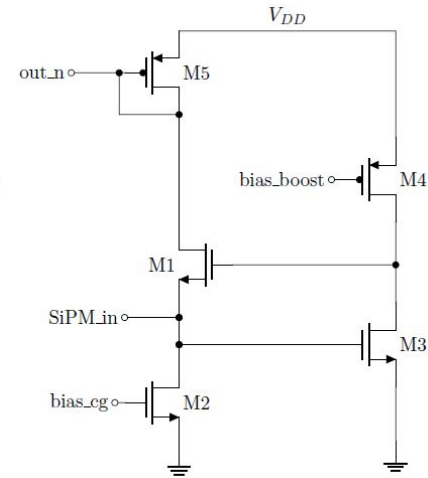 V_DD
out_n
M5
bias_boost
M4
M1
SiPM_in
M3
bias_cg
M2